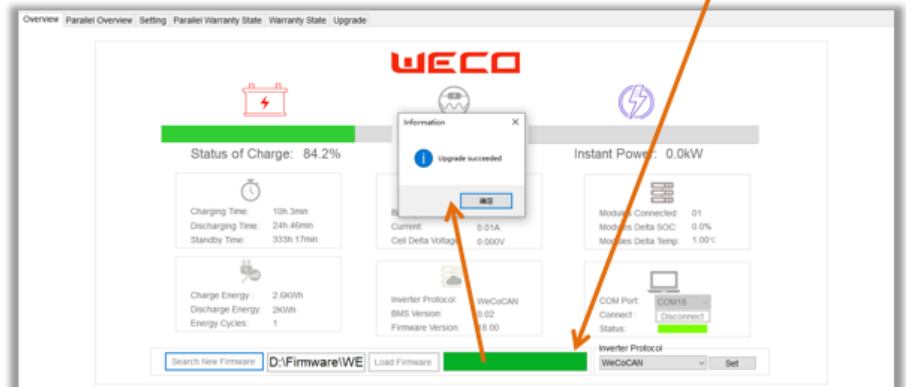 Overview Parallel Overview Setting Parallel Warranty State Warranty State Upgrade
WECO
Information
Upgrade succeeded
確定
Status of Charge: 84.2%
Instant Power: 0.0kW
Charging Time: 10h 3min
Discharging Time: 24h 46min
Standby Time: 333h 17min
Current: 0.01A
Cell Delta Voltage: 0.000V
Modules Connected: 01
Modules Delta SOC: 0.0%
Modules Delta Temp: 1.00℃
Charge Energy : 2.6KWh
Discharge Energy: 2KWh
Energy Cycles: 1
Inverter Protocol: WeCoCAN
BMS Version: 0.02
Firmware Version: 18.00
COM Port: COM18
Connect : Disconnect
Status:
Search New Firmware D:\Firmware\WE Load Firmware
Inverter Protocol
WeCoCAN Set